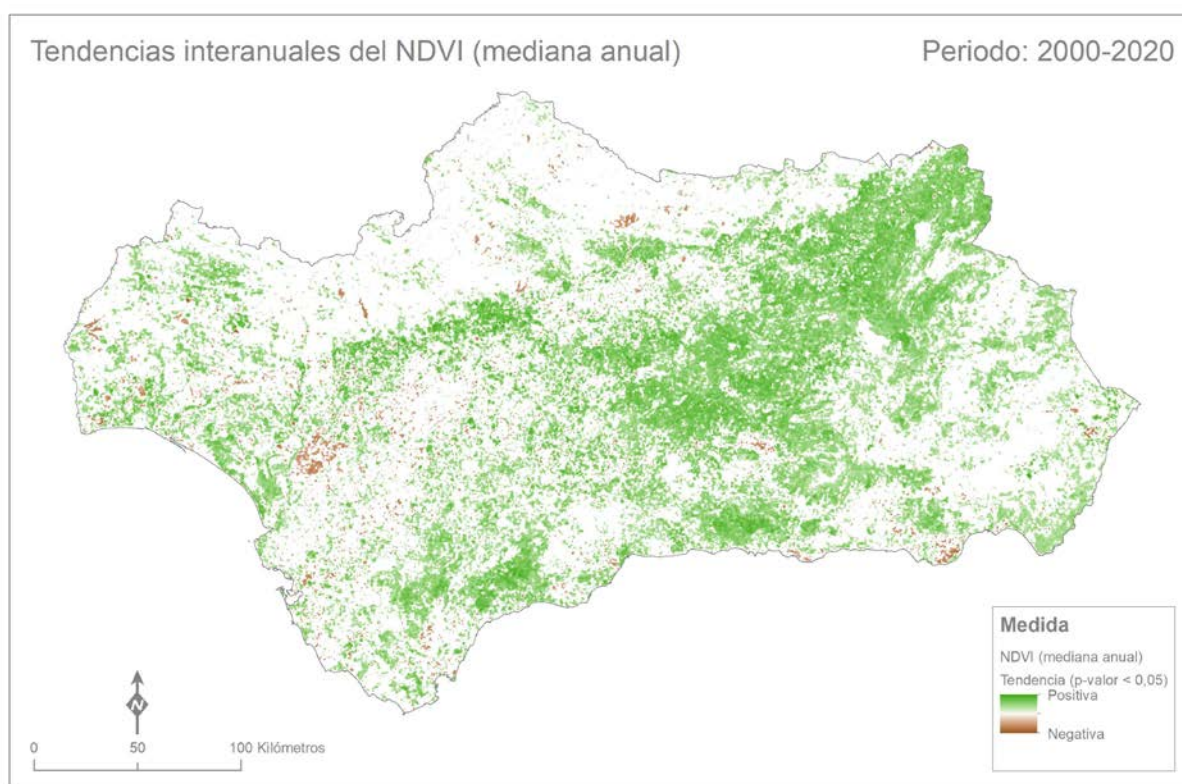 Tendencias interanuales del NDVI (mediana anual)
Periodo: 2000-2020
N
0
50
100 Kilómetros
Medida
NDVI (mediana anual)
Tendencia (p-valor < 0,05)
Positiva
Negativa